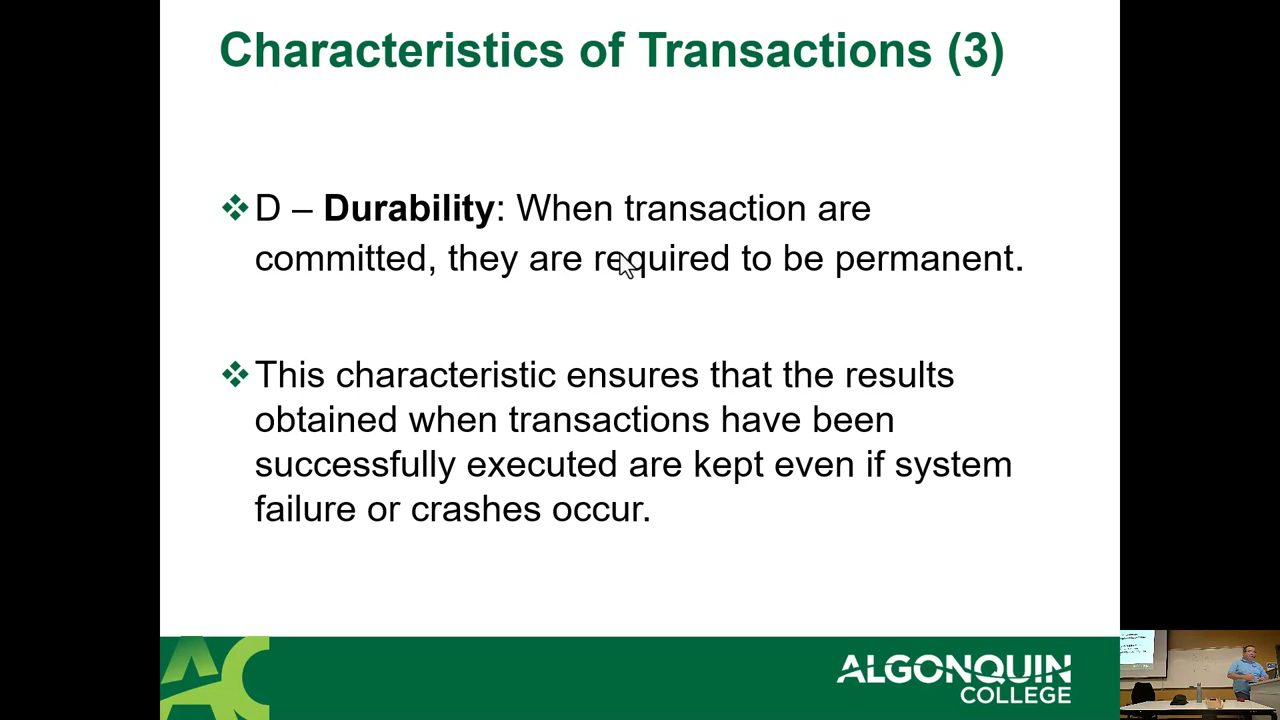 Characteristics of Transactions (3)
❖ D – Durability: When transaction are
committed, they are required to be permanent.
❖ This characteristic ensures that the results
obtained when transactions have been
successfully executed are kept even if system
failure or crashes occur.
AC
ALGONQUIN
COLLEGE